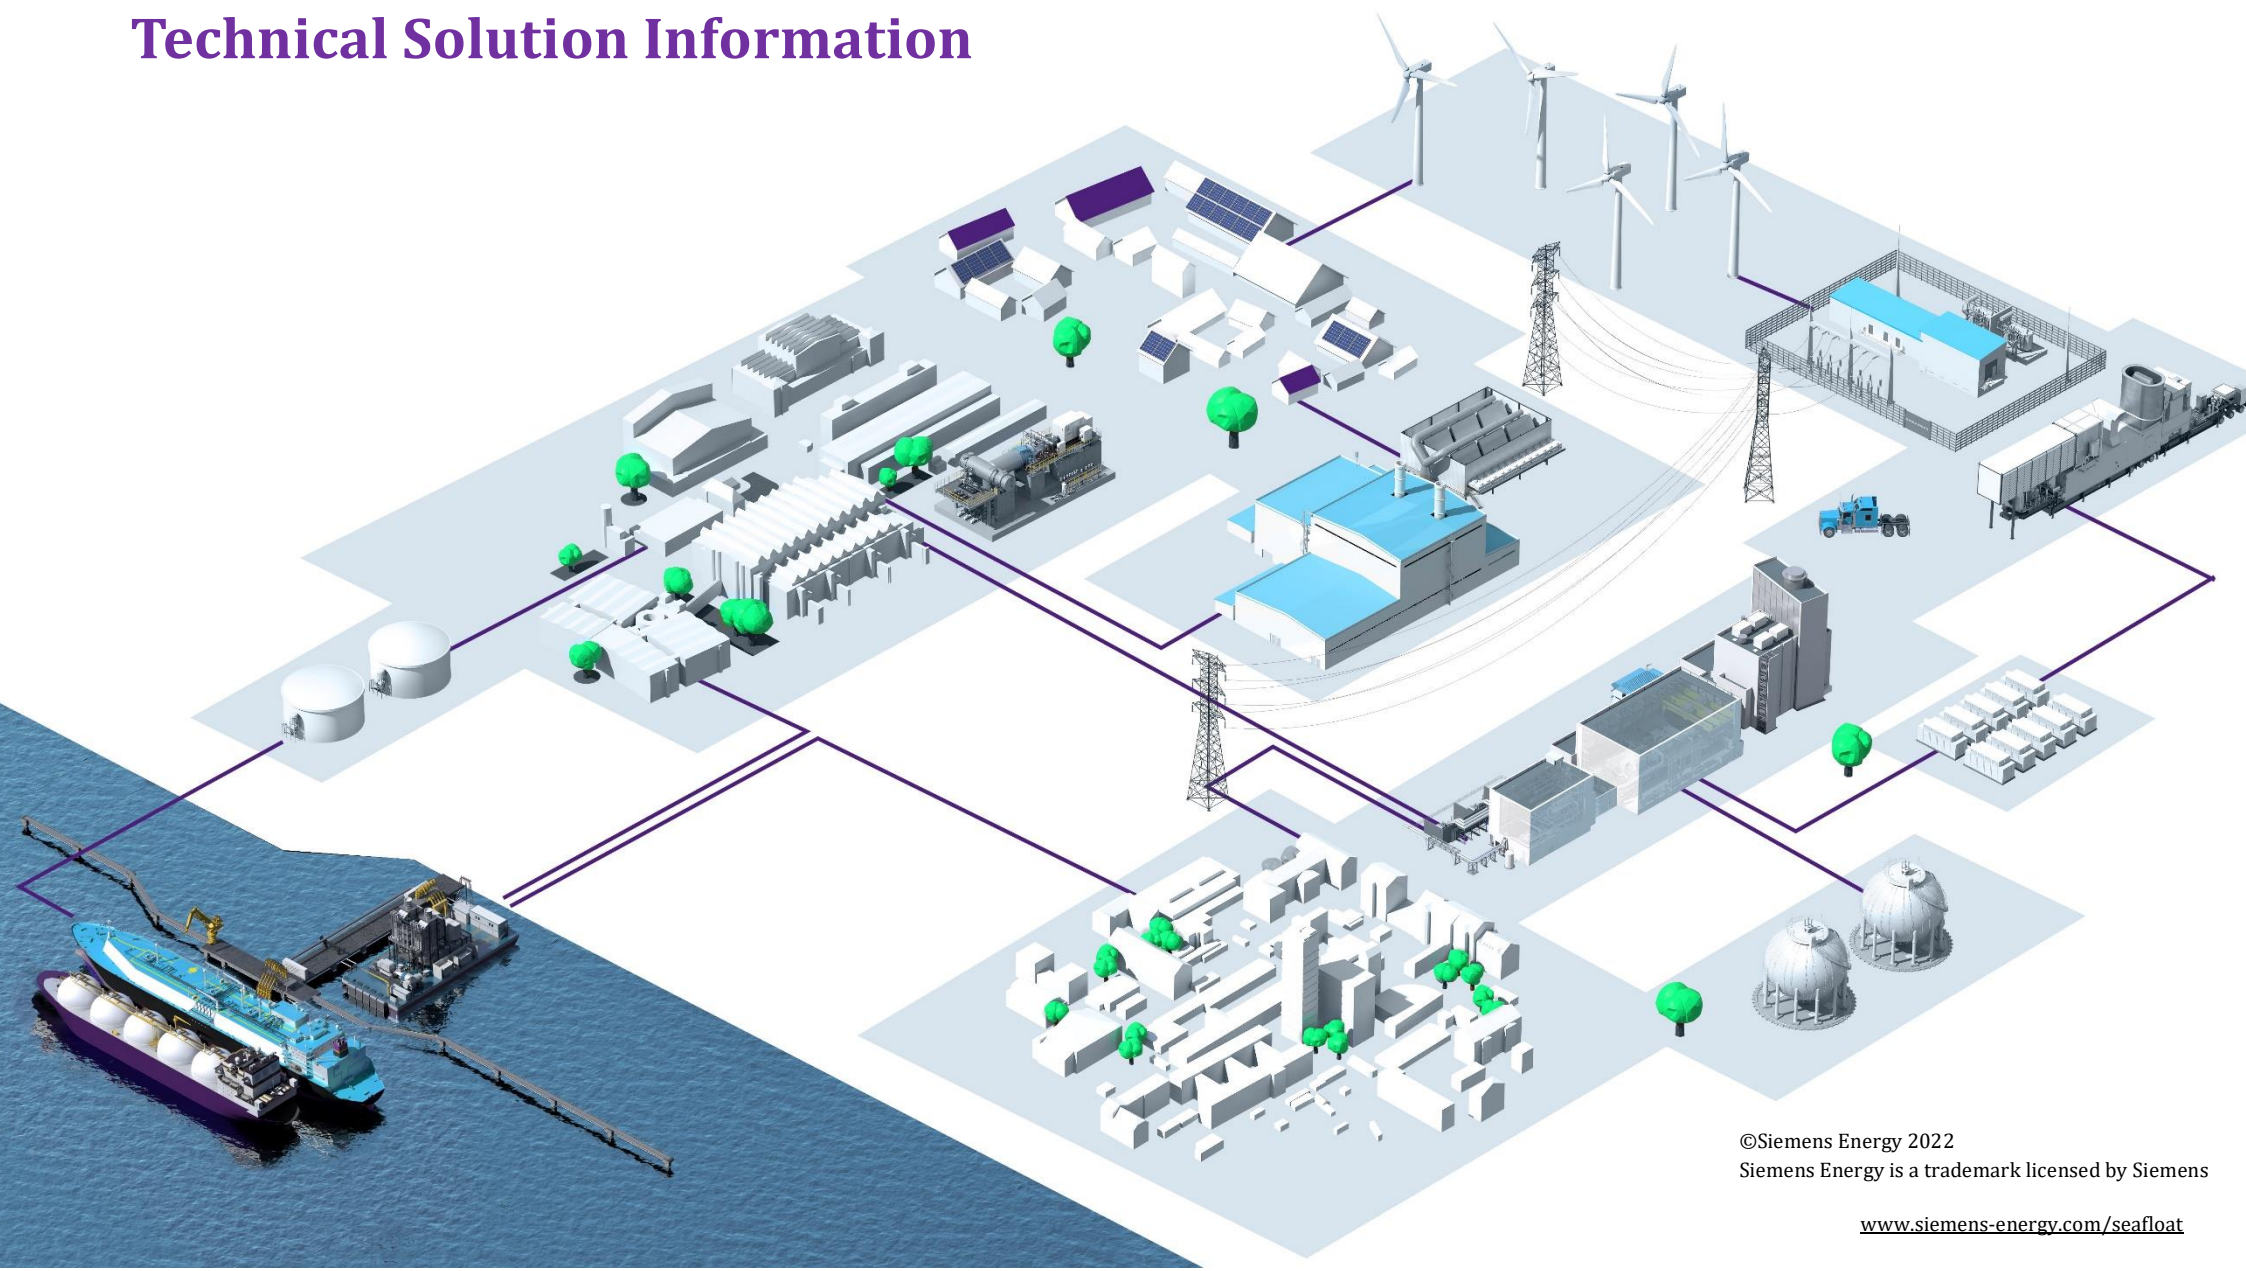 Technical Solution Information
©Siemens Energy 2022
Siemens Energy is a trademark licensed by Siemens
www.siemens-energy.com/seafloat